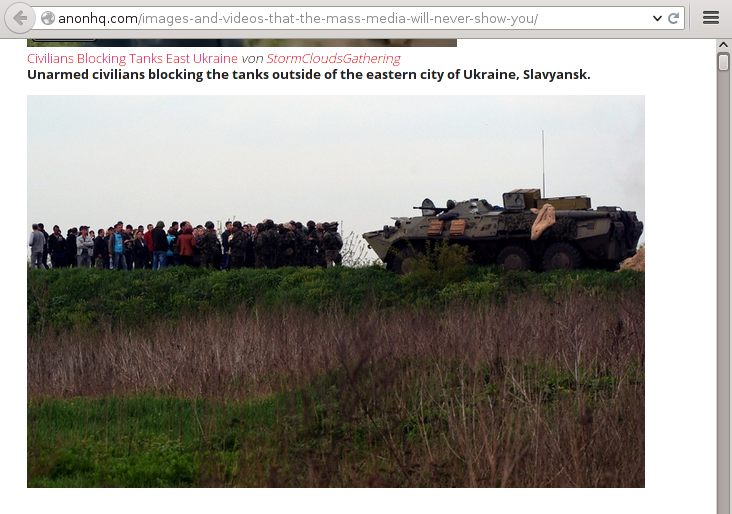 anonhq.com/images-and-videos-that-the-mass-media-will-never-show-you/
Civilians Blocking Tanks East Ukraine von StormCloudsGathering
Unarmed civilians blocking the tanks outside of the eastern city of Ukraine, Slavyansk.